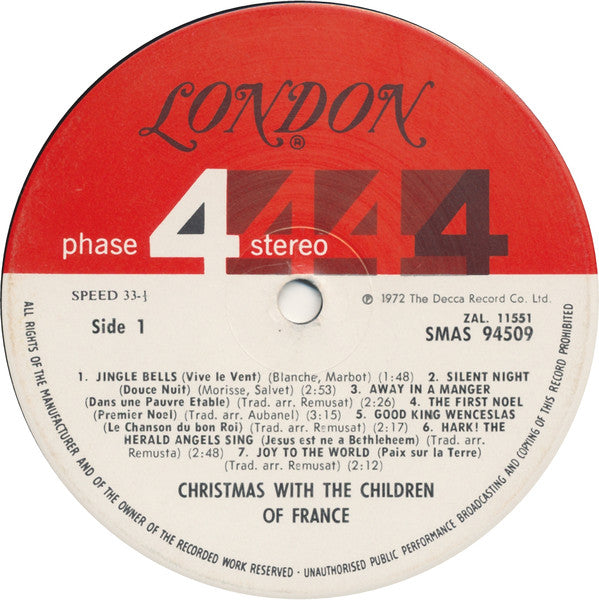 LONDON
®
phase 4 stereo 4 4 4
SPEED 33-⅓
℗ 1972 The Decca Record Co. Ltd.
Side 1
ZAL. 11551
SMAS 94509
1. JINGLE BELLS (Vive le Vent) (Blanche, Marbot) (1:48) 2. SILENT NIGHT
(Douce Nuit) (Morisse, Salvet) (2:53) 3. AWAY IN A MANGER
(Dans une Pauvre Etable) (Trad. arr. Remusat) (2:26) 4. THE FIRST NOEL
(Premier Noel) (Trad. arr. Aubanel) (3:15) 5. GOOD KING WENCESLAS
(Le Chanson du bon Roi) (Trad. arr. Remusat) (2:17) 6. HARK! THE
HERALD ANGELS SING (Jesus est ne a Bethleheem) (Trad. arr.
Remusta) (2:48) 7. JOY TO THE WORLD (Paix sur la Terre)
(Trad. arr. Remusat) (2:12)
CHRISTMAS WITH THE CHILDREN
OF FRANCE
ALL RIGHTS OF THE MANUFACTURER AND OF THE OWNER OF THE RECORDED WORK RESERVED · UNAUTHORISED PUBLIC PERFORMANCE BROADCASTING AND COPYING OF THIS RECORD PROHIBITED